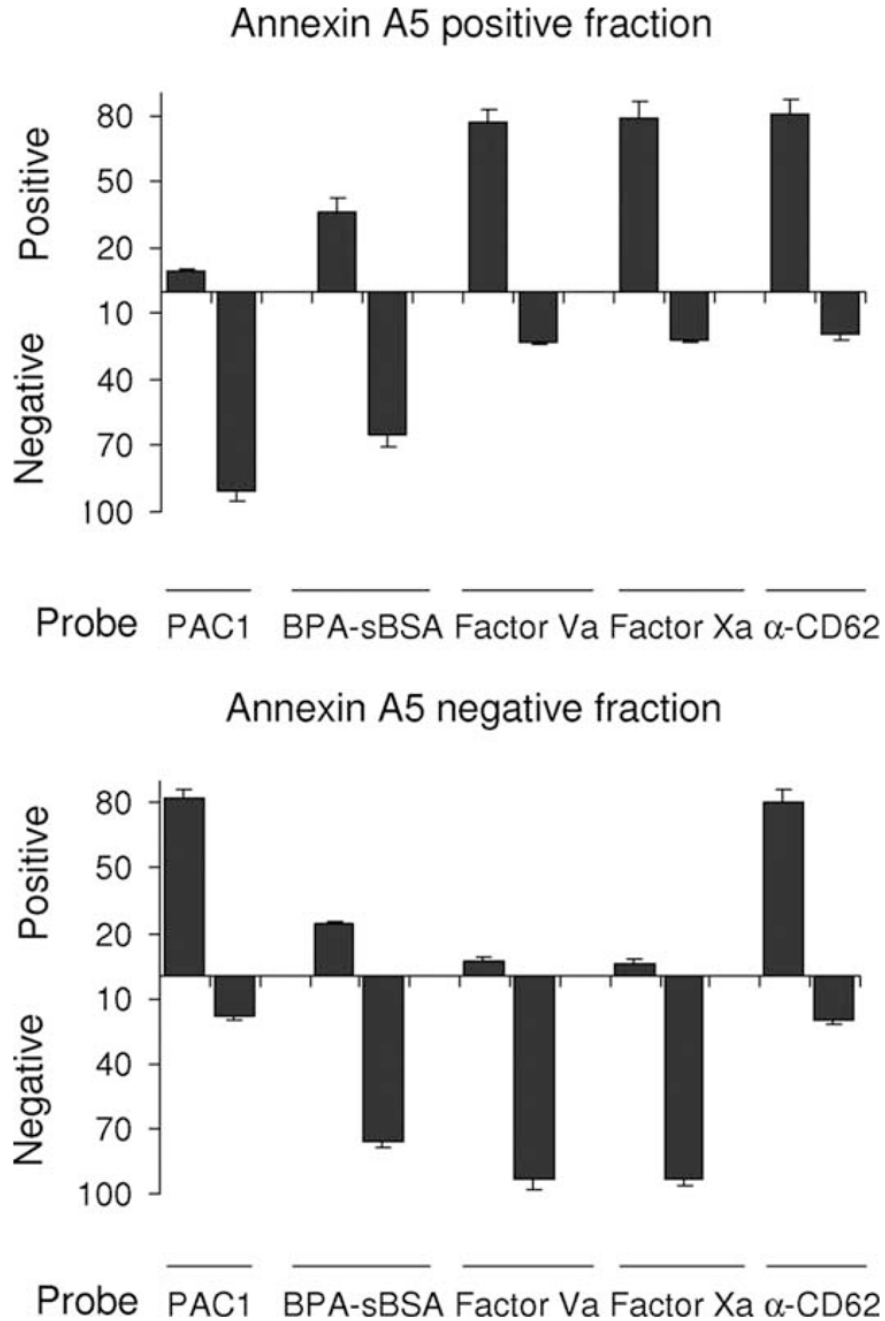 Annexin A5 positive fraction
Positive
80
50
20
Negative
10
40
70
100
Probe PAC1 BPA-sBSA Factor Va Factor Xa α-CD62
Annexin A5 negative fraction
Positive
80
50
20
Negative
10
40
70
100
Probe PAC1 BPA-sBSA Factor Va Factor Xa α-CD62